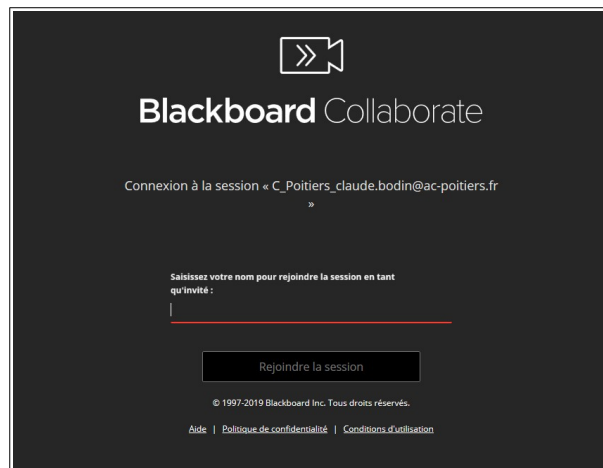 Blackboard Collaborate
Connexion à la session « C_Poitiers_claude.bodin@ac-poitiers.fr
»
Saisissez votre nom pour rejoindre la session en tant
qu'invité :
Rejoindre la session
© 1997-2019 Blackboard Inc. Tous droits réservés.
Aide | Politique de confidentialité | Conditions d'utilisation